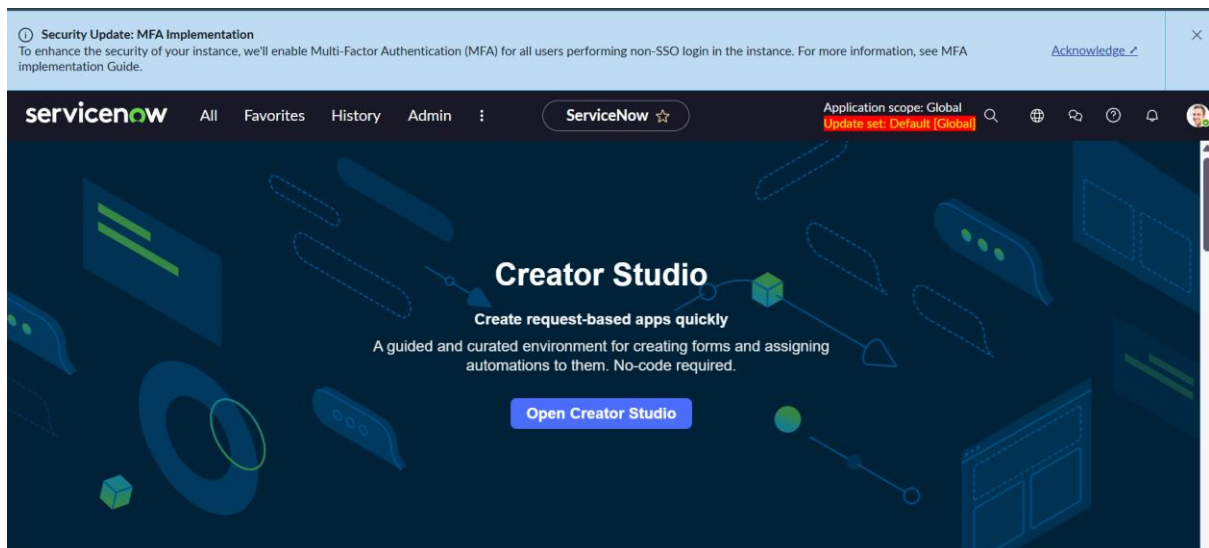 Security Update: MFA Implementation
To enhance the security of your instance, we'll enable Multi-Factor Authentication (MFA) for all users performing non-SSO login in the instance. For more information, see MFA
implementation Guide.
Acknowledge
servicenow All Favorites History Admin ServiceNow Application scope: Global
Update set: Default [Global]
Creator Studio
Create request-based apps quickly
A guided and curated environment for creating forms and assigning
automations to them. No-code required.
Open Creator Studio